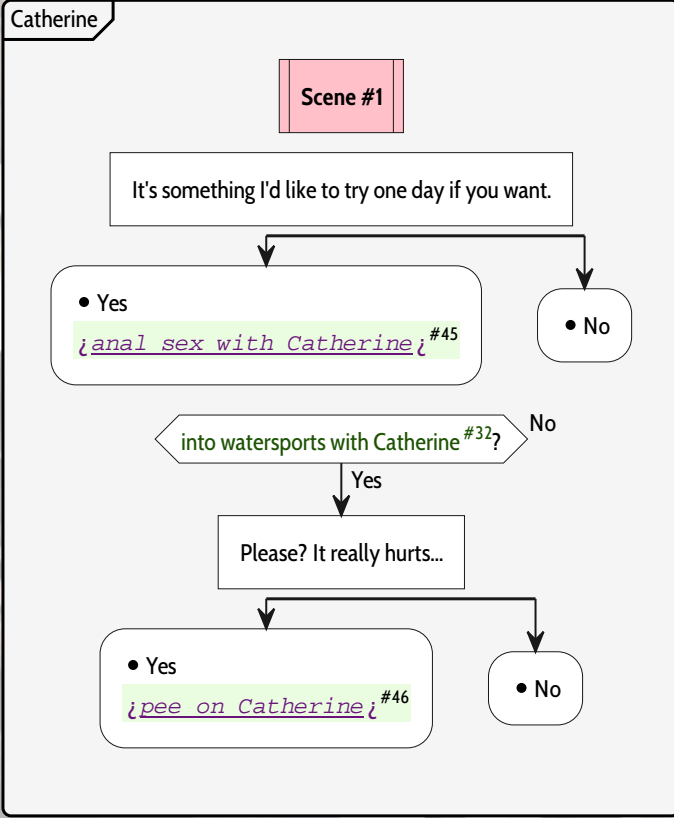 Catherine
Scene #1
It's something I'd like to try one day if you want.
• Yes
¿anal sex with Catherine¿ #45
• No
into watersports with Catherine #32?
No
Yes
Please? It really hurts...
• Yes
¿pee on Catherine¿ #46
• No